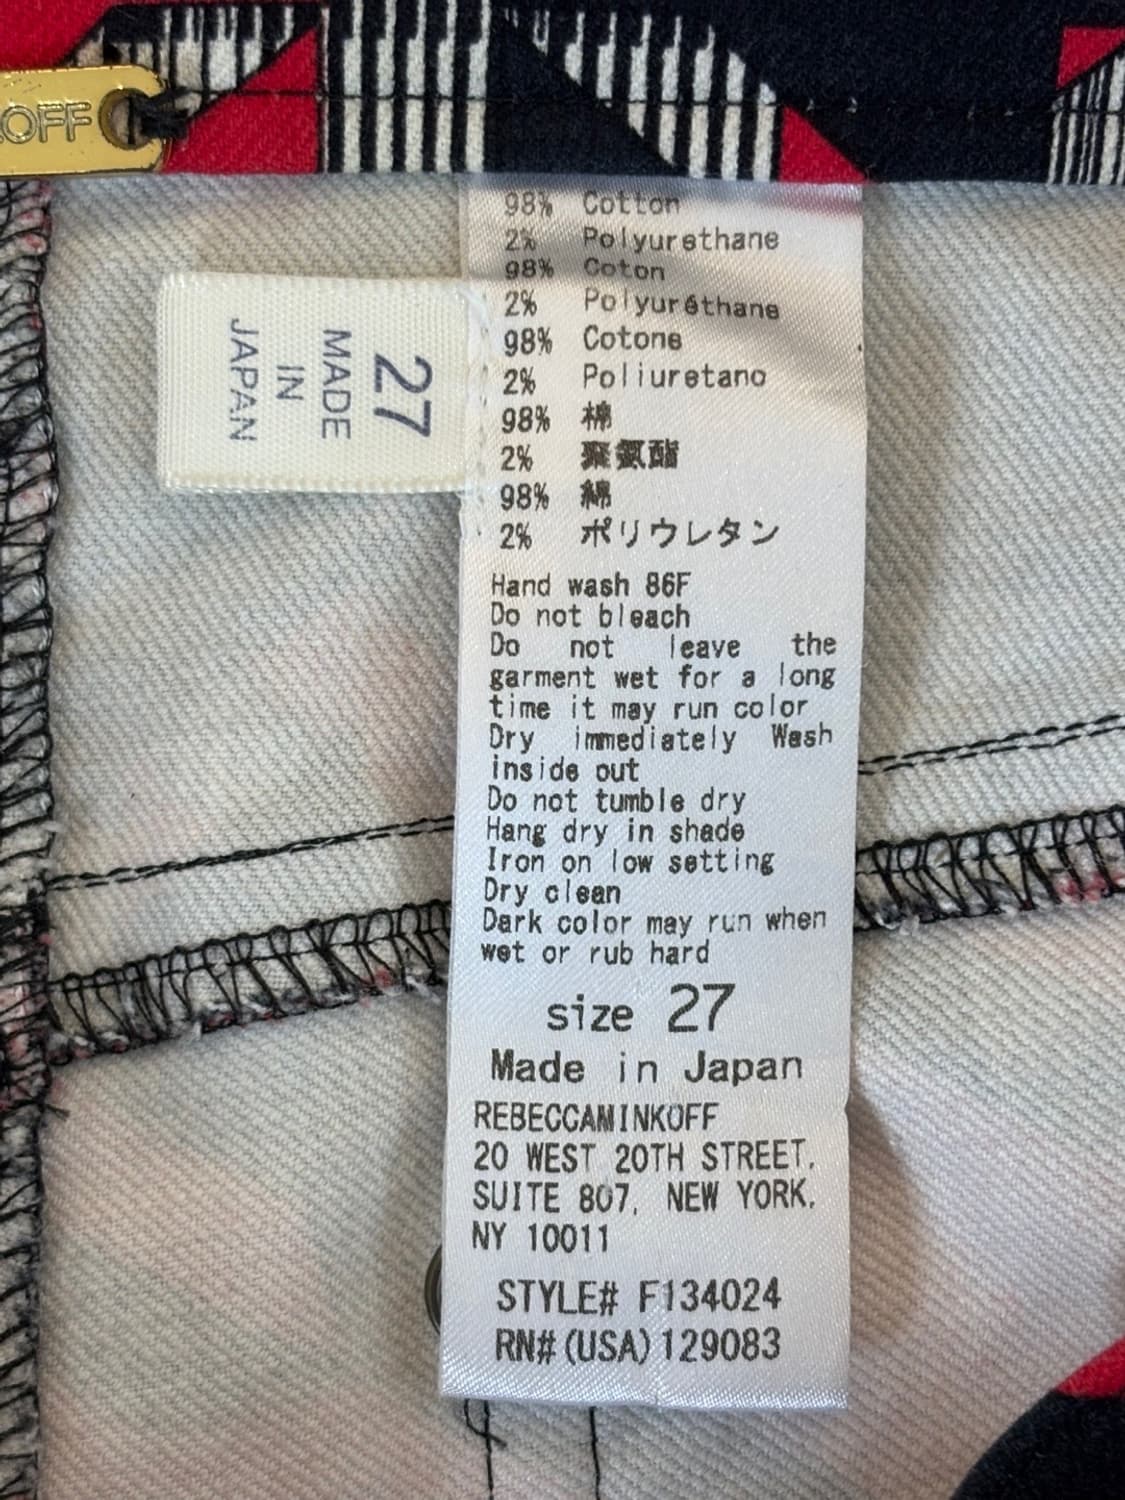 OFF
27
MADE
IN
JAPAN
98% Cotton
2% Polyurethane
98% Coton
2% Polyuréthane
98% Cotone
2% Poliuretano
98% 棉
2% 聚氨酯
98% 綿
2% ポリウレタン
Hand wash 86F
Do not bleach
Do not leave the
garment wet for a long
time it may run color
Dry immediately Wash
inside out
Do not tumble dry
Hang dry in shade
Iron on low setting
Dry clean
Dark color may run when
wet or rub hard
size 27
Made in Japan
REBECCAMINKOFF
20 WEST 20TH STREET,
SUITE 807, NEW YORK,
NY 10011
STYLE# F134024
RN#(USA)129083